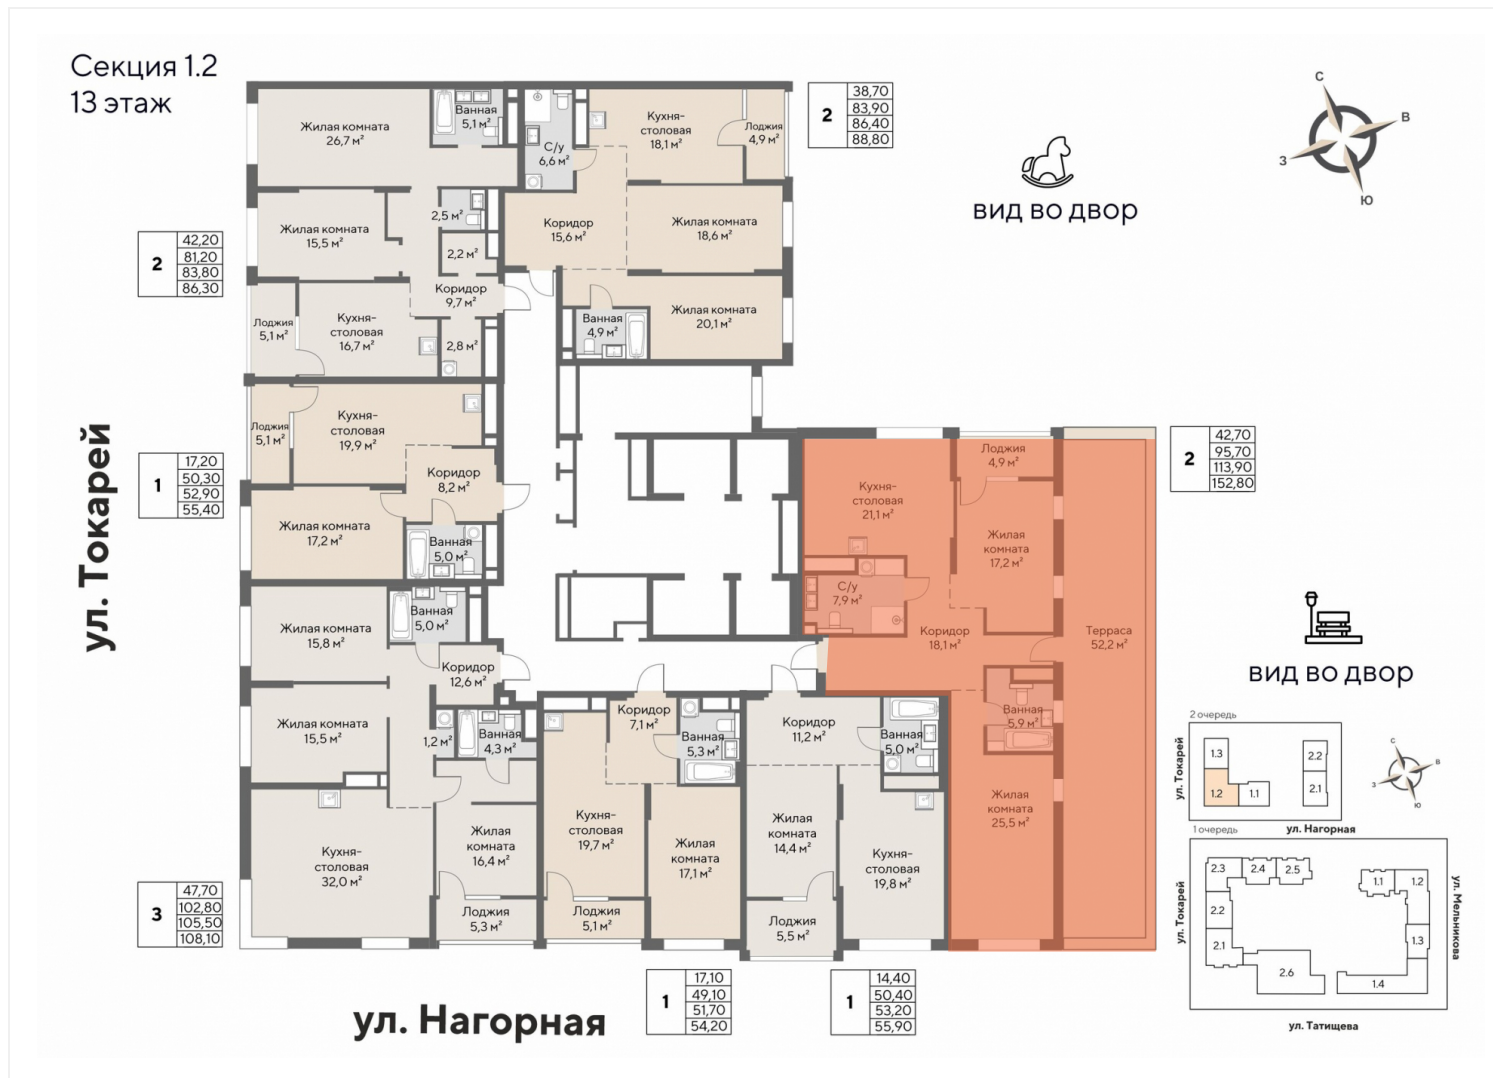 Секция 1.2
13 этаж
38,70
2
83,90
86,40
88,80
С
В
З
Ю
вид во двор
Жилая комната
26,7 м²
Ванная
5,1 м²
С/у
6,6 м²
Кухня-
столовая
18,1 м²
Лоджия
4,9 м²
Жилая комната
15,5 м²
2,5 м²
2,2 м²
Коридор
15,6 м²
Жилая комната
18,6 м²
42,20
2
81,20
83,80
86,30
Коридор
9,7 м²
Лоджия
5,1 м²
Кухня-
столовая
16,7 м²
2,8 м²
Ванная
4,9 м²
Жилая комната
20,1 м²
Лоджия
5,1 м²
Кухня-
столовая
19,9 м²
Коридор
8,2 м²
Жилая комната
17,2 м²
Ванная
5,0 м²
17,20
1
50,30
52,90
55,40
ул. Токарей
42,70
2
95,70
113,90
152,80
Лоджия
4,9 м²
Кухня-
столовая
21,1 м²
Жилая
комната
17,2 м²
С/у
7,9 м²
Коридор
18,1 м²
Терраса
52,2 м²
Ванная
5,9 м²
Жилая
комната
25,5 м²
вид во двор
Жилая комната
15,8 м²
Ванная
5,0 м²
Коридор
12,6 м²
Жилая комната
15,5 м²
1,2 м²
Ванная
4,3 м²
Кухня-
столовая
32,0 м²
Жилая
комната
16,4 м²
Лоджия
5,3 м²
Коридор
7,1 м²
Ванная
5,3 м²
Кухня-
столовая
19,7 м²
Жилая
комната
17,1 м²
Лоджия
5,1 м²
Коридор
11,2 м²
Ванная
5,0 м²
Жилая
комната
14,4 м²
Кухня-
столовая
19,8 м²
Лоджия
5,5 м²
47,70
3
102,80
105,50
108,10
17,10
1
49,10
51,70
54,20
14,40
1
50,40
53,20
55,90
ул. Нагорная
2 очередь
ул. Токарей
1.3
1.2
1.1
2.2
2.1
С
В
З
Ю
ул. Нагорная
1 очередь
ул. Токарей
2.3
2.4
2.5
1.1
1.2
2.2
2.1
1.3
2.6
1.4
ул. Мельникова
ул. Татищева